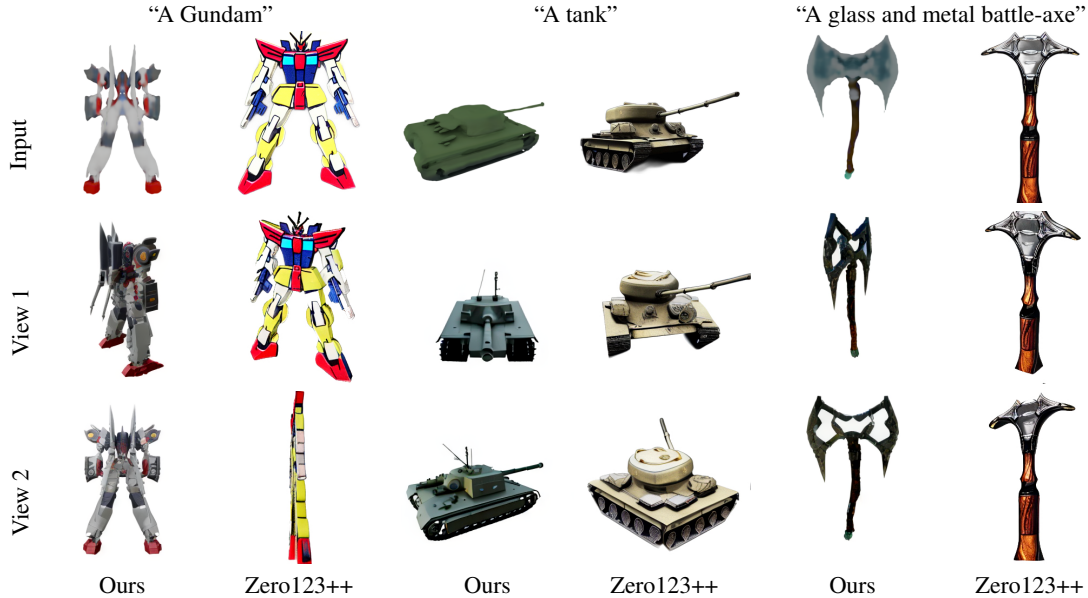 “A Gundam” “A tank” “A glass and metal battle-axe”
Input
View 1
View 2
Ours Zero123++ Ours Zero123++ Ours Zero123++